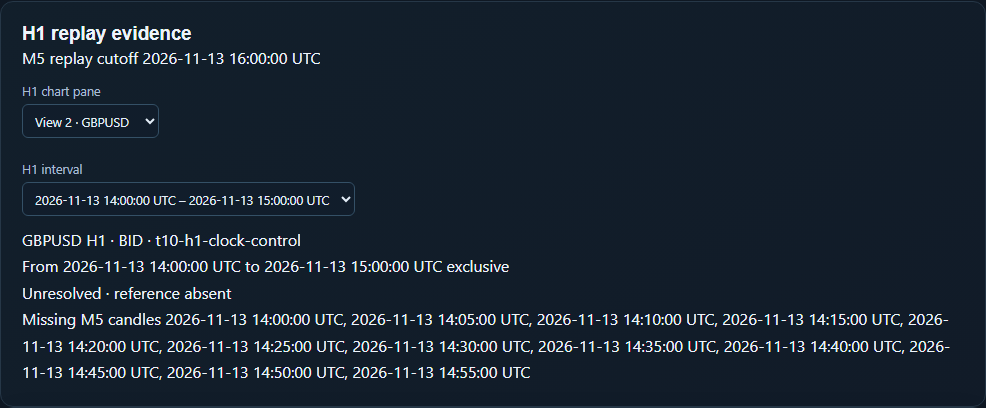 H1 replay evidence
M5 replay cutoff 2026-11-13 16:00:00 UTC
H1 chart pane
View 2 · GBPUSD
H1 interval
2026-11-13 14:00:00 UTC – 2026-11-13 15:00:00 UTC
GBPUSD H1 · BID · t10-h1-clock-control
From 2026-11-13 14:00:00 UTC to 2026-11-13 15:00:00 UTC exclusive
Unresolved · reference absent
Missing M5 candles 2026-11-13 14:00:00 UTC, 2026-11-13 14:05:00 UTC, 2026-11-13 14:10:00 UTC, 2026-11-13 14:15:00 UTC, 2026-
11-13 14:20:00 UTC, 2026-11-13 14:25:00 UTC, 2026-11-13 14:30:00 UTC, 2026-11-13 14:35:00 UTC, 2026-11-13 14:40:00 UTC, 2026-
11-13 14:45:00 UTC, 2026-11-13 14:50:00 UTC, 2026-11-13 14:55:00 UTC